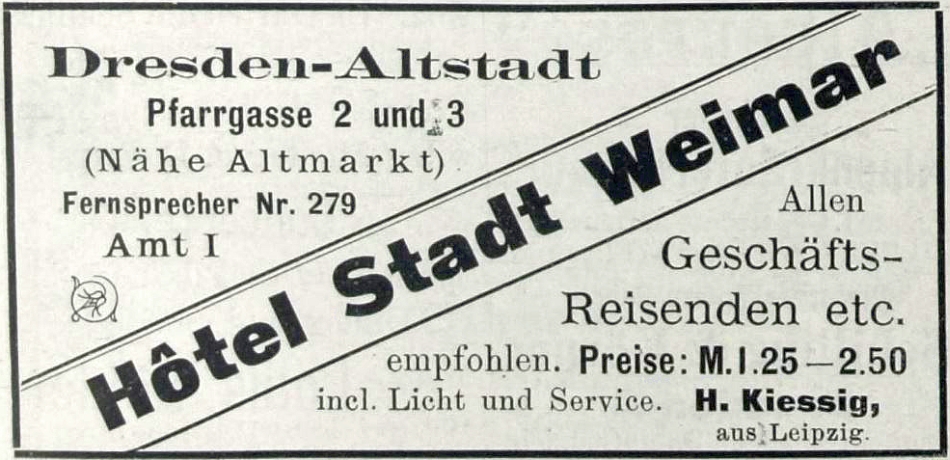 Dresden-Altstadt
Pfarrgasse 2 und 3
(Nähe Altmarkt)
Fernsprecher Nr. 279
Amt I
Hôtel Stadt Weimar
Allen
Geschäfts-
Reisenden etc.
empfohlen. Preise: M. 1.25—2.50
incl. Licht und Service. H. Kiessig,
aus Leipzig.